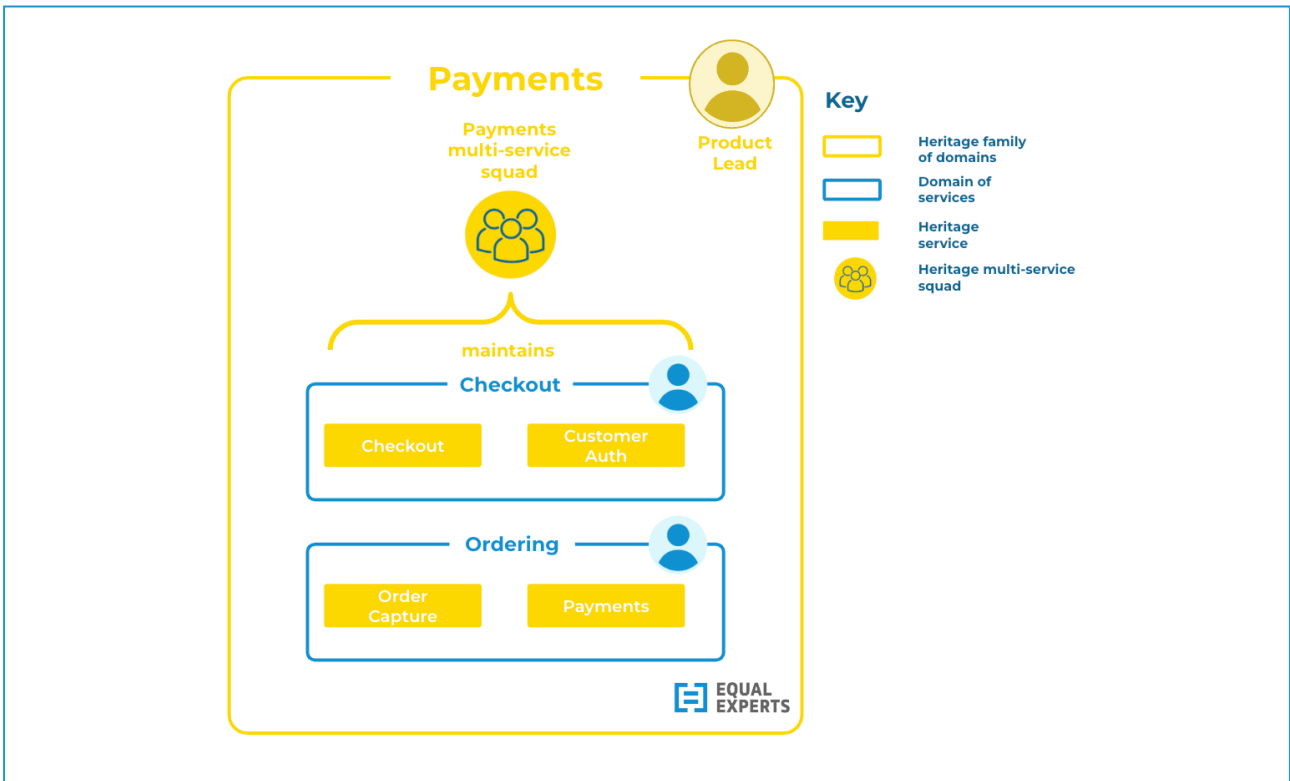 Payments
Payments
multi-service
squad
Product
Lead
maintains
Checkout
Checkout
Customer
Auth
Ordering
Order
Capture
Payments
EQUAL
EXPERTS
Key
Heritage family
of domains
Domain of
services
Heritage
service
Heritage multi-service
squad